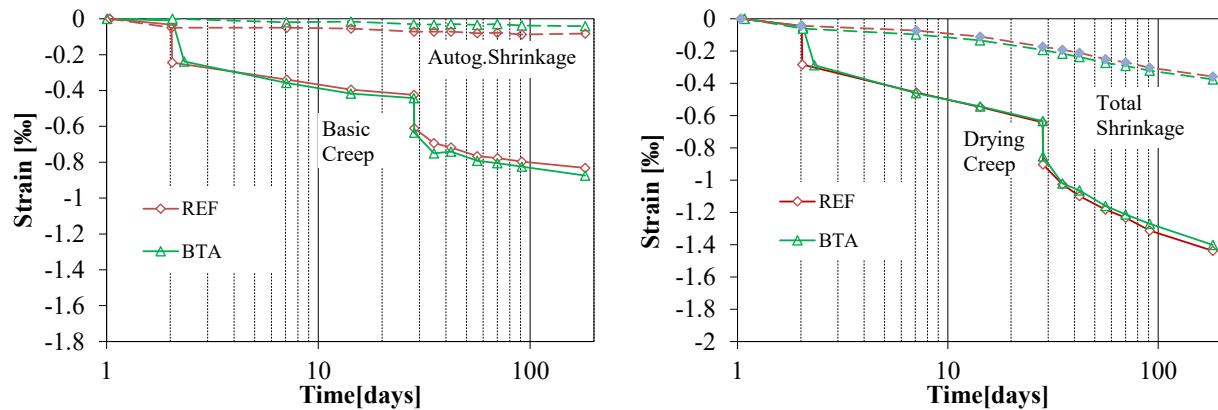 0
-0.2
-0.4
-0.6
-0.8
-1
-1.2
-1.4
-1.6
-1.8
Strain [‰]
Autog.Shrinkage
Basic
Creep
REF
BTA
1
10
100
Time[days]
0
-0.2
-0.4
-0.6
-0.8
-1
-1.2
-1.4
-1.6
-1.8
-2
Strain [‰]
Total
Shrinkage
Drying
Creep
REF
BTA
1
10
100
Time[days]